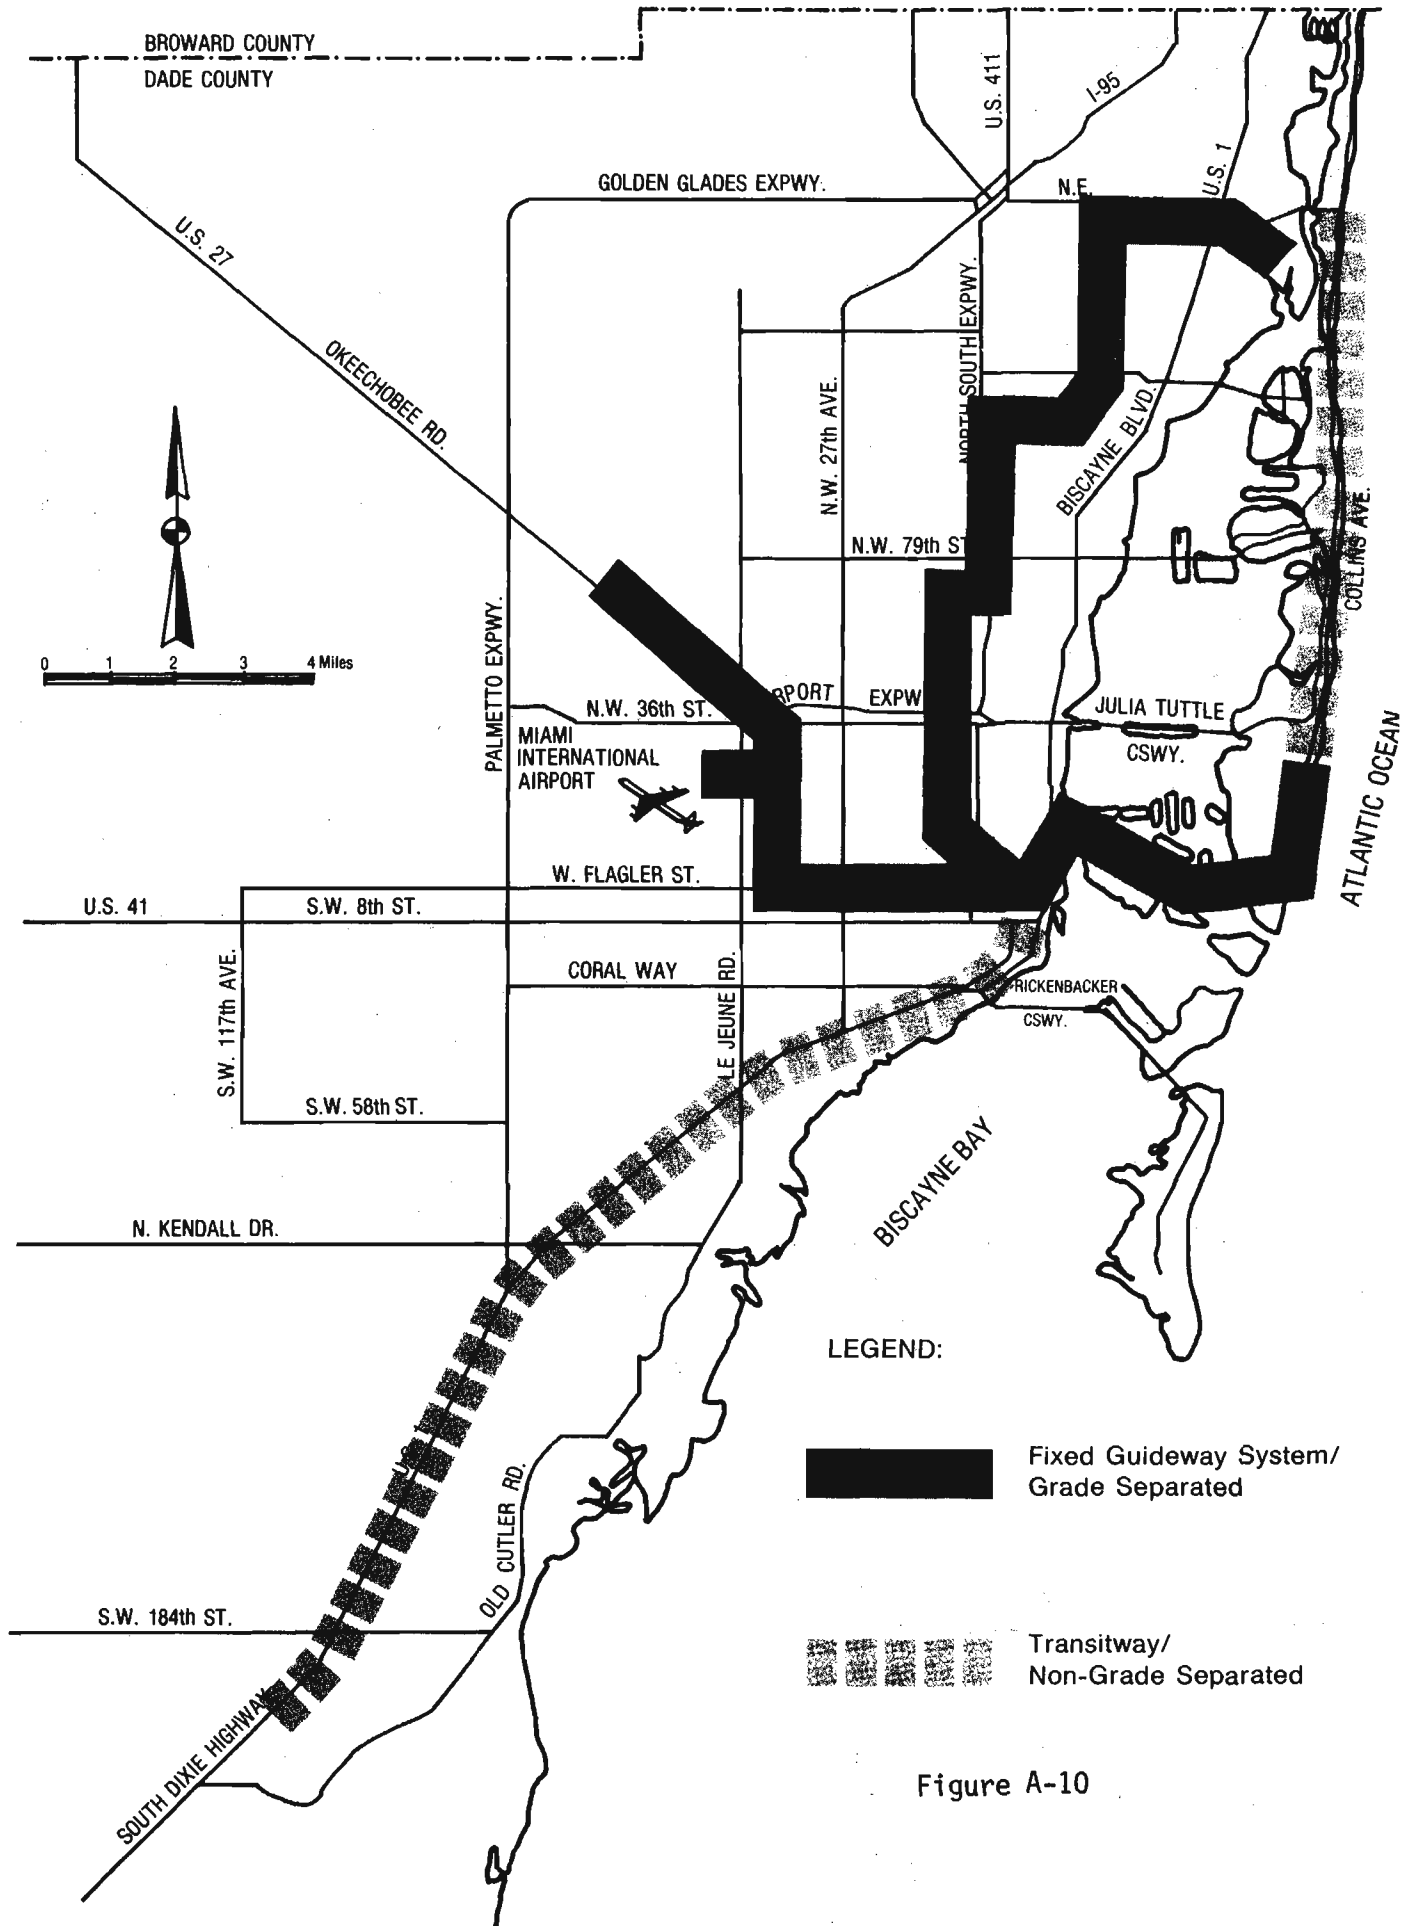 BROWARD COUNTY
DADE COUNTY
U.S. 411
I-95
U.S. 1
GOLDEN GLADES EXPWY.
N.E.
U.S. 27
OKEECHOBEE RD.
NORTH SOUTH EXPWY.
N.W. 27th AVE.
BISCAYNE BLVD.
N.W. 79th ST
COLLINS AVE.
PALMETTO EXPWY.
0 1 2 3 4 Miles
N.W. 36th ST.
RPORT EXPW
JULIA TUTTLE
CSWY.
MIAMI
INTERNATIONAL
AIRPORT
ATLANTIC OCEAN
W. FLAGLER ST.
U.S. 41
S.W. 8th ST.
S.W. 117th AVE.
CORAL WAY
LE JEUNE RD.
RICKENBACKER
CSWY.
S.W. 58th ST.
BISCAYNE BAY
N. KENDALL DR.
LEGEND:
Fixed Guideway System/
Grade Separated
OLD CUTLER RD.
S.W. 184th ST.
Transitway/
Non-Grade Separated
SOUTH DIXIE HIGHWAY
Figure A-10